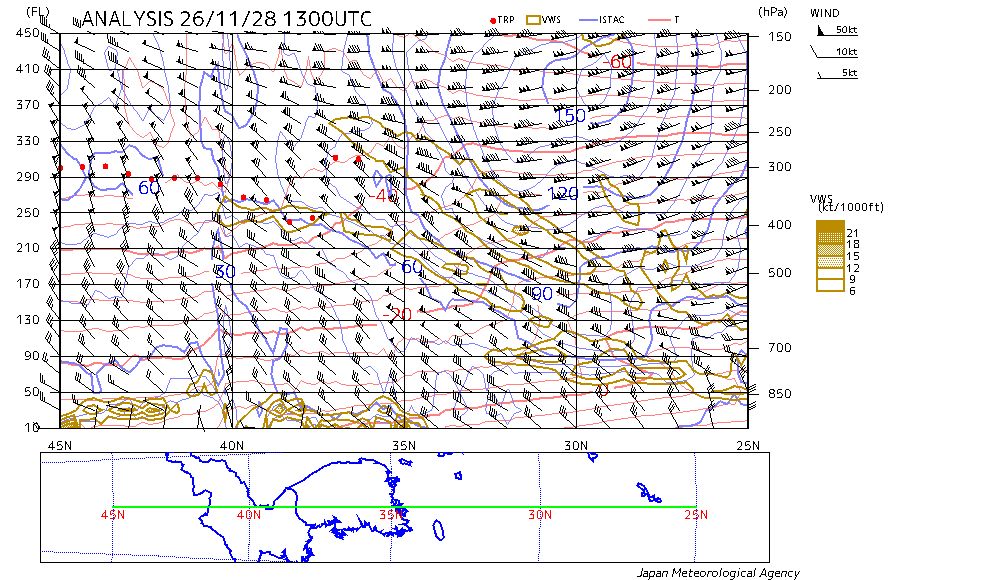 (FL) ANALYSIS 26/11/28 1300UTC TRP VWS ISTAC T (hPa) WIND
450 150 50kt
410 -60 10kt
5kt
370 200
150
330 250
290 60 300
-40 120
250 400 VWS
(kt/1000ft)
210 21
18
30 60 500 15
170 90 12
9
6
130 -20
700
90
50 850
10
45N 40N 35N 30N 25N
45N 40N 35N 30N 25N
Japan Meteorological Agency